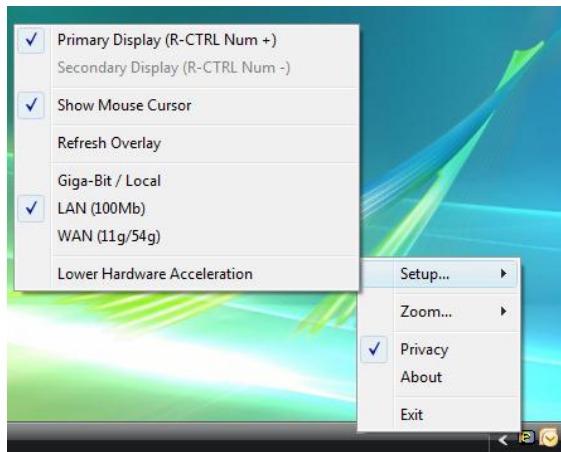 Primary Display (R-CTRL Num +)
Secondary Display (R-CTRL Num -)
Show Mouse Cursor
Refresh Overlay
Giga-Bit / Local
LAN (100Mb)
WAN (11g/54g)
Lower Hardware Acceleration
Setup...
Zoom...
Privacy
About
Exit